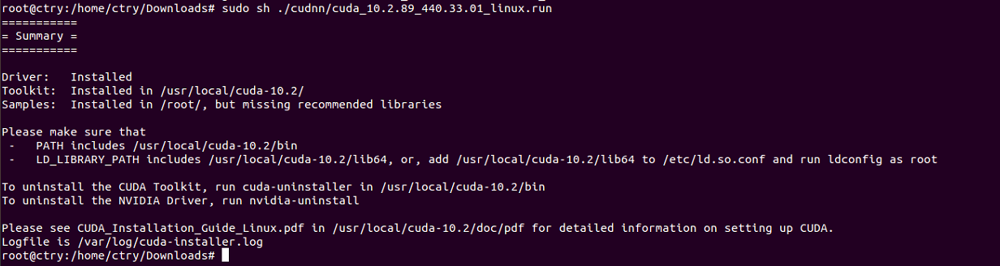 root@ctry:/home/ctry/Downloads# sudo sh ./cudnn/cuda_10.2.89_440.33.01_linux.run
===========
= Summary =
===========
Driver:   Installed
Toolkit:  Installed in /usr/local/cuda-10.2/
Samples:  Installed in /root/, but missing recommended libraries
Please make sure that
 -   PATH includes /usr/local/cuda-10.2/bin
 -   LD_LIBRARY_PATH includes /usr/local/cuda-10.2/lib64, or, add /usr/local/cuda-10.2/lib64 to /etc/ld.so.conf and run ldconfig as root
To uninstall the CUDA Toolkit, run cuda-uninstaller in /usr/local/cuda-10.2/bin
To uninstall the NVIDIA Driver, run nvidia-uninstall
Please see CUDA_Installation_Guide_Linux.pdf in /usr/local/cuda-10.2/doc/pdf for detailed information on setting up CUDA.
Logfile is /var/log/cuda-installer.log
root@ctry:/home/ctry/Downloads#